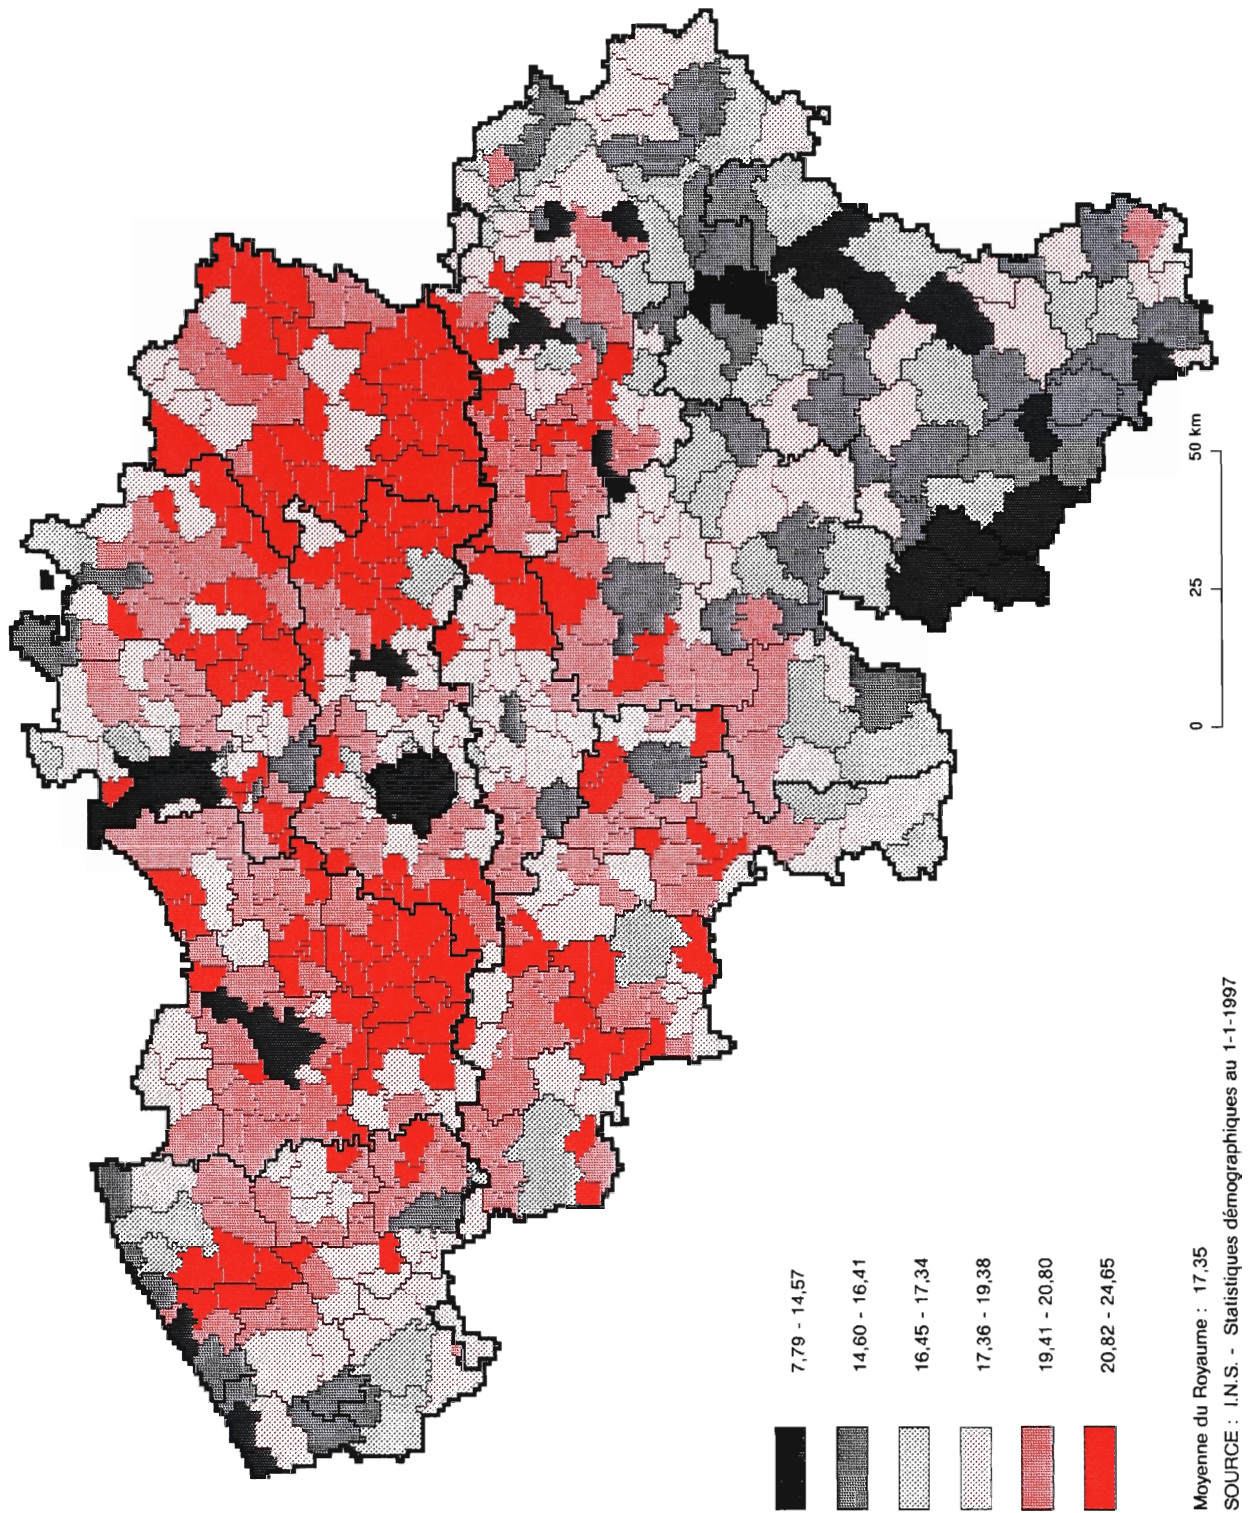 7,79 - 14,57
14,60 - 16,41
16,45 - 17,34
17,36 - 19,38
19,41 - 20,80
20,82 - 24,65
0 25 50 km
Moyenne du Royaume : 17,35
SOURCE : I.N.S. - Statistiques démographiques au 1-1-1997